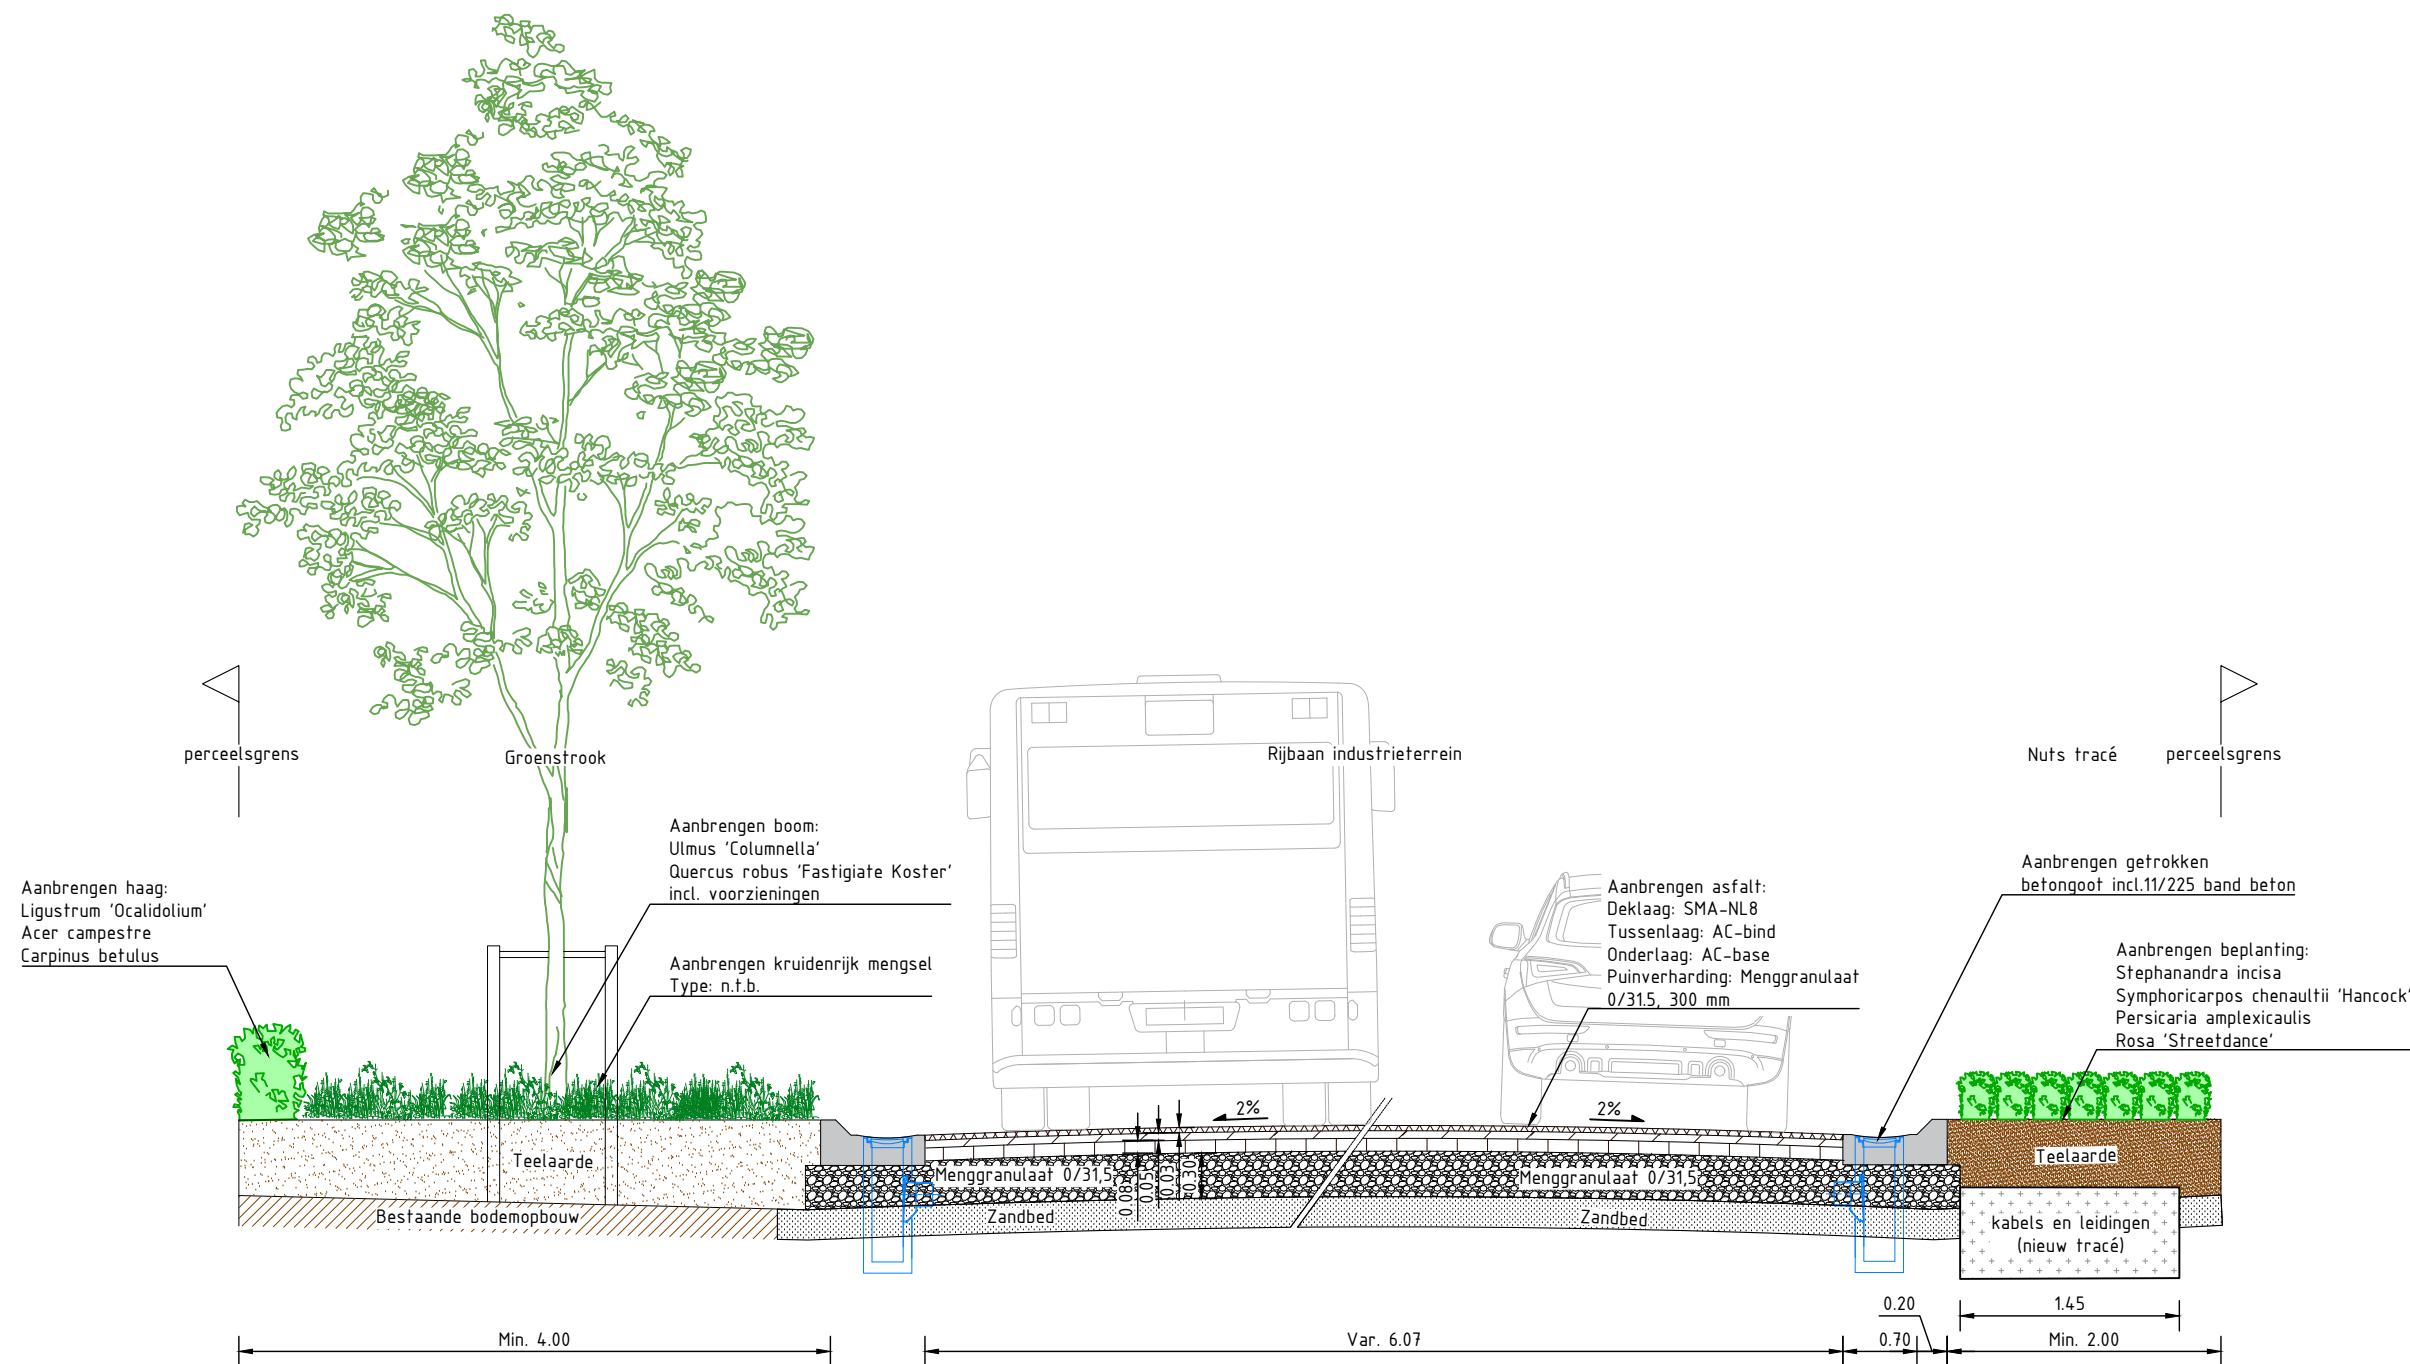 perceelsgrens
Groenstrook
Rijbaan industrieterrein
Nuts tracé
perceelsgrens
Aanbrengen haag:
Ligustrum 'Ocalidolium'
Acer campestre
Carpinus betulus
Aanbrengen boom:
Ulmus 'Columnella'
Quercus robus 'Fastigiate Koster'
incl. voorzieningen
Aanbrengen kruidenrijk mengsel
Type: n.t.b.
Aanbrengen asfalt:
Deklaag: SMA-NL8
Tussenlaag: AC-bind
Onderlaag: AC-base
Puinverharding: Menggranulaat
0/31.5, 300 mm
Aanbrengen getrokken
betongoot incl.11/225 band beton
Aanbrengen beplanting:
Stephanandra incisa
Symphoricarpos chenaultii 'Hancock'
Persicaria amplexicaulis
Rosa 'Streetdance'
2%
2%
Teelaarde
Menggranulaat 0/31,5
0.08
0.05
0.03
0.30
Menggranulaat 0/31,5
Teelaarde
Bestaande bodemopbouw
Zandbed
Zandbed
kabels en leidingen
(nieuw tracé)
0.20
1.45
Min. 4.00
Var. 6.07
0.70
Min. 2.00